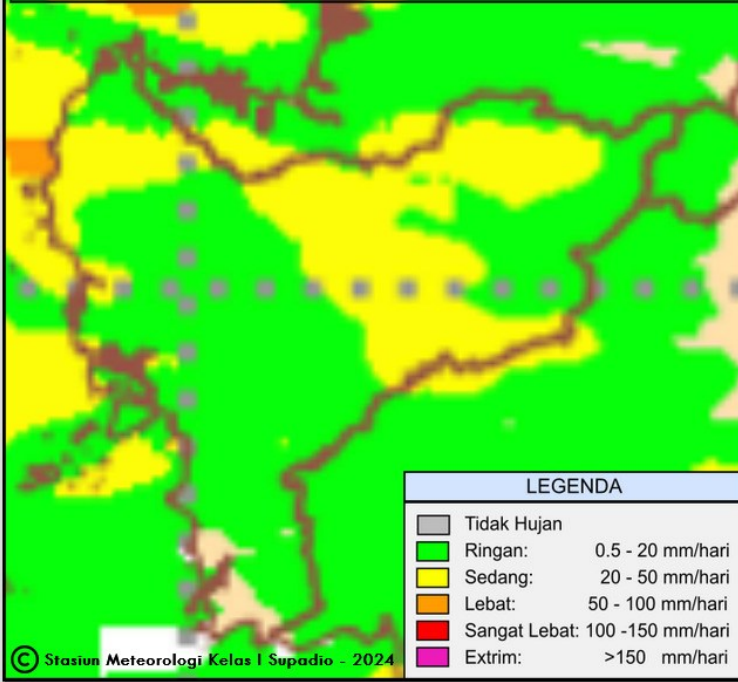 LEGENDA
Tidak Hujan
Ringan: 0.5 - 20 mm/hari
Sedang: 20 - 50 mm/hari
Lebat: 50 - 100 mm/hari
Sangat Lebat: 100 -150 mm/hari
Extrim: >150 mm/hari
© Stasiun Meteorologi Kelas I Supadio - 2024